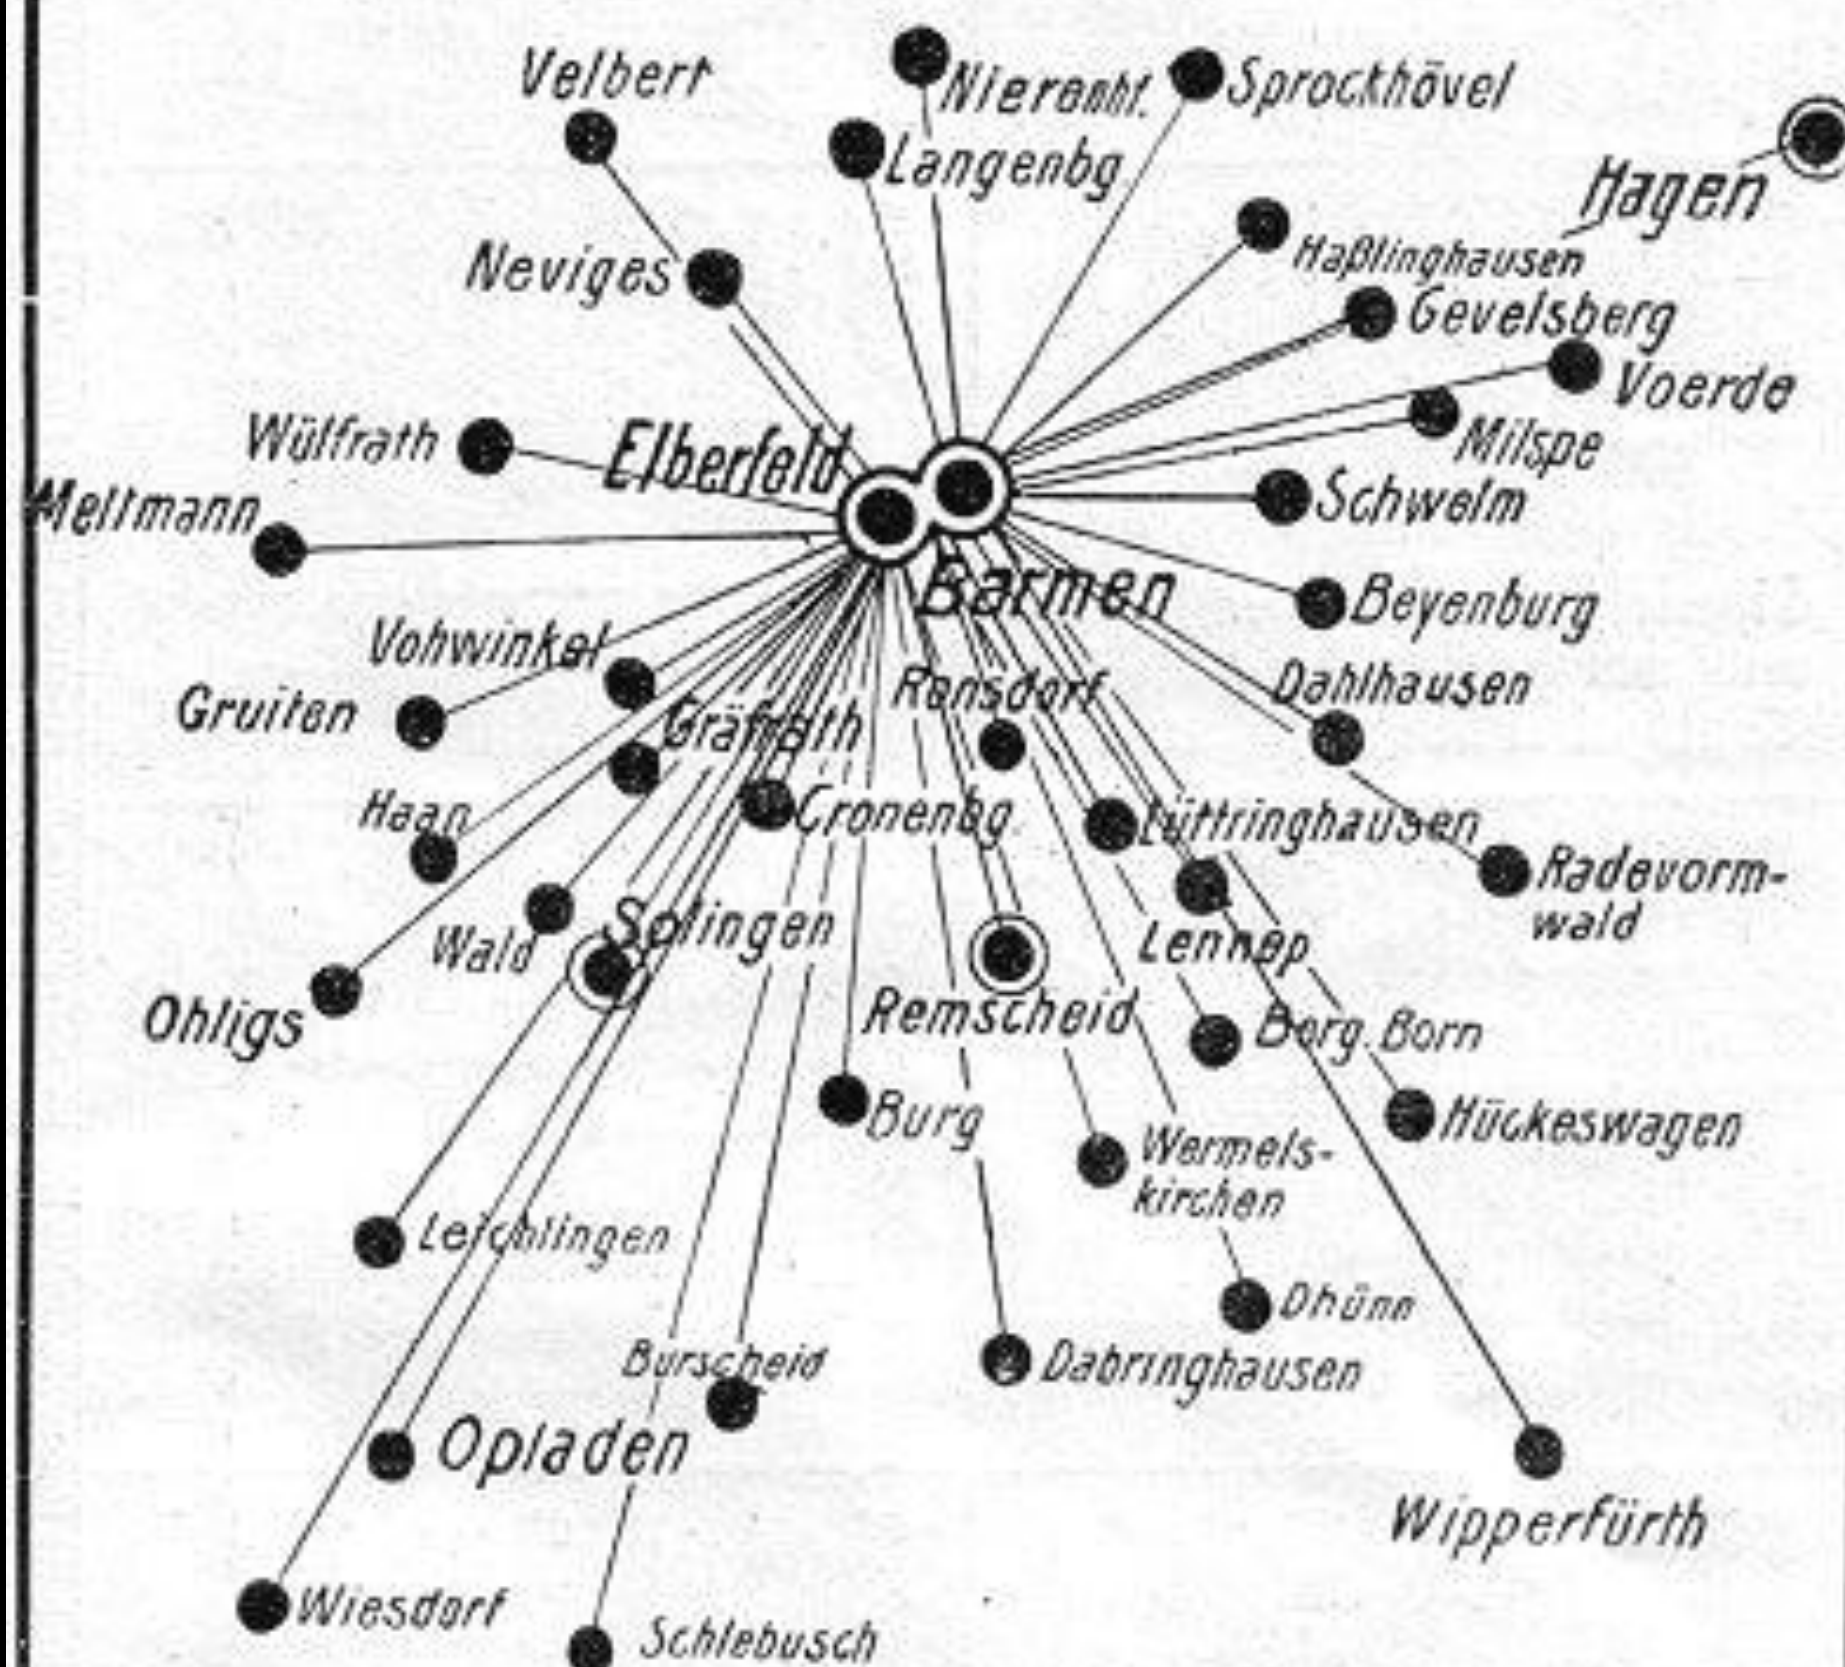 Velbert
Nierenhf.
Sprockhövel
Langenbg
Hagen
Haßlinghausen
Neviges
Gevelsberg
Voerde
Wülfrath
Elberfeld
Milspe
Mettmann
Schwelm
Barmen
Beyenburg
Vohwinkel
Ronsdorf
Dahlhausen
Gruiten
Gräfrath
Haan
Cronenbg.
Lüttringhausen
Radevorm-
wald
Solingen
Wald
Lennep
Ohligs
Remscheid
Berg. Born
Burg
Hückeswagen
Wermels-
kirchen
Leichlingen
Dhünn
Burscheid
Dabringhausen
Opladen
Wipperfürth
Wiesdorf
Schlebusch